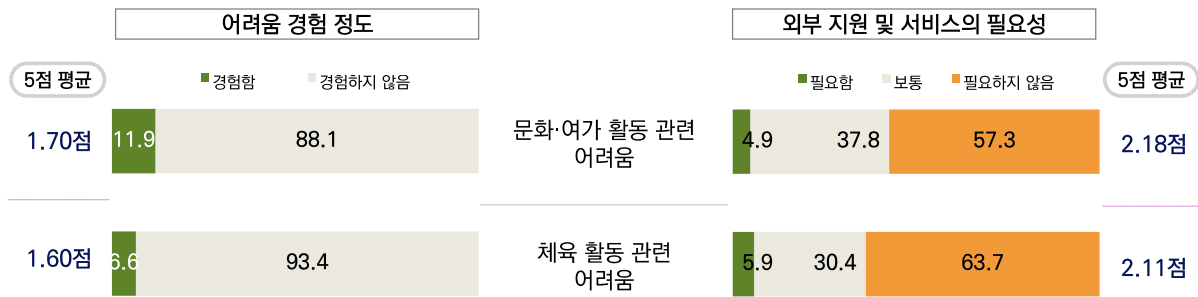 어려움 경험 정도
외부 지원 및 서비스의 필요성
5점 평균
경험함
경험하지 않음
필요함
보통
필요하지 않음
5점 평균
1.70점
11.9
88.1
문화·여가 활동 관련
어려움
4.9
37.8
57.3
2.18점
1.60점
6.6
93.4
체육 활동 관련
어려움
5.9
30.4
63.7
2.11점